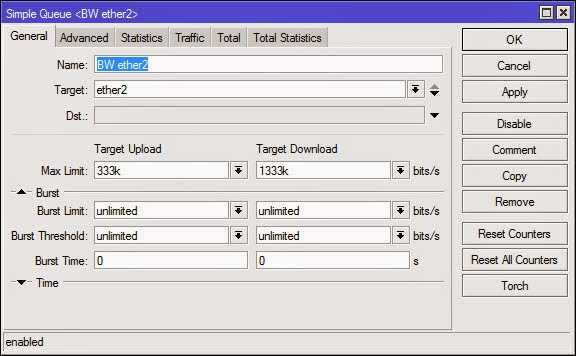 Simple Queue <BW ether2>
General Advanced Statistics Traffic Total Total Statistics
Name: BW ether2
Target: ether2
Dst.:
Target Upload Target Download
Max Limit: 333k 1333k bits/s
Burst
Burst Limit: unlimited unlimited bits/s
Burst Threshold: unlimited unlimited bits/s
Burst Time: 0 0 s
Time
OK
Cancel
Apply
Disable
Comment
Copy
Remove
Reset Counters
Reset All Counters
Torch
enabled